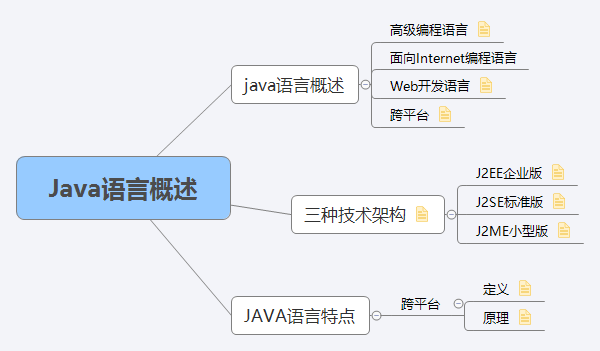 Java语言概述
java语言概述
高级编程语言
面向Internet编程语言
Web开发语言
跨平台
三种技术架构
J2EE企业版
J2SE标准版
J2ME小型版
JAVA语言特点
跨平台
定义
原理